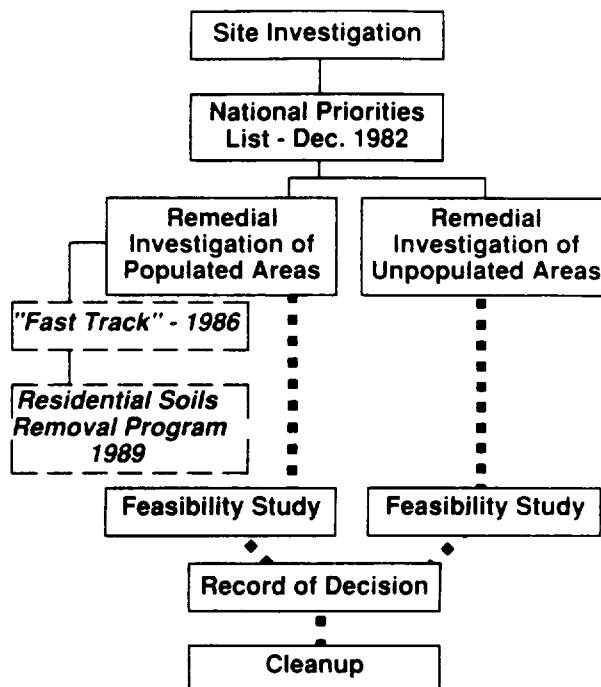 Site Investigation
National Priorities
List - Dec. 1982
Remedial
Investigation of
Populated Areas
Remedial
Investigation of
Unpopulated Areas
"Fast Track" - 1986
Residential Soils
Removal Program
1989
Feasibility Study
Feasibility Study
Record of Decision
Cleanup